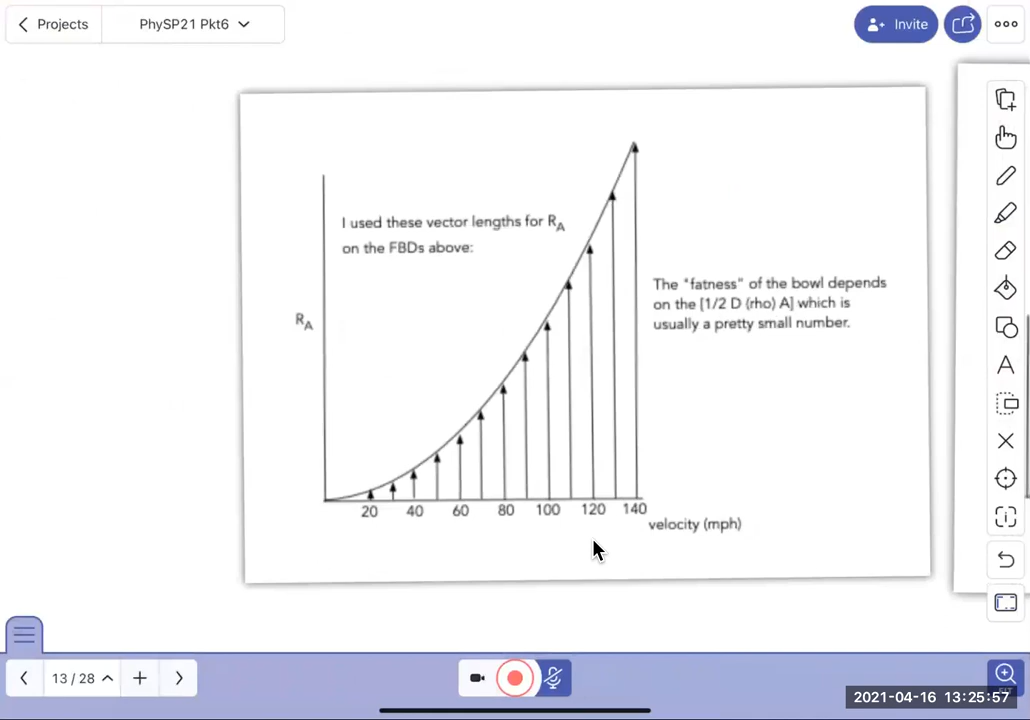 Projects
PhySP21 Pkt6
Invite
I used these vector lengths for RA
on the FBDs above:
The "fatness" of the bowl depends
on the [1/2 D (rho) A] which is
usually a pretty small number.
RA
20 40 60 80 100 120 140
velocity (mph)
13 / 28
2021-04-16 13:25:57